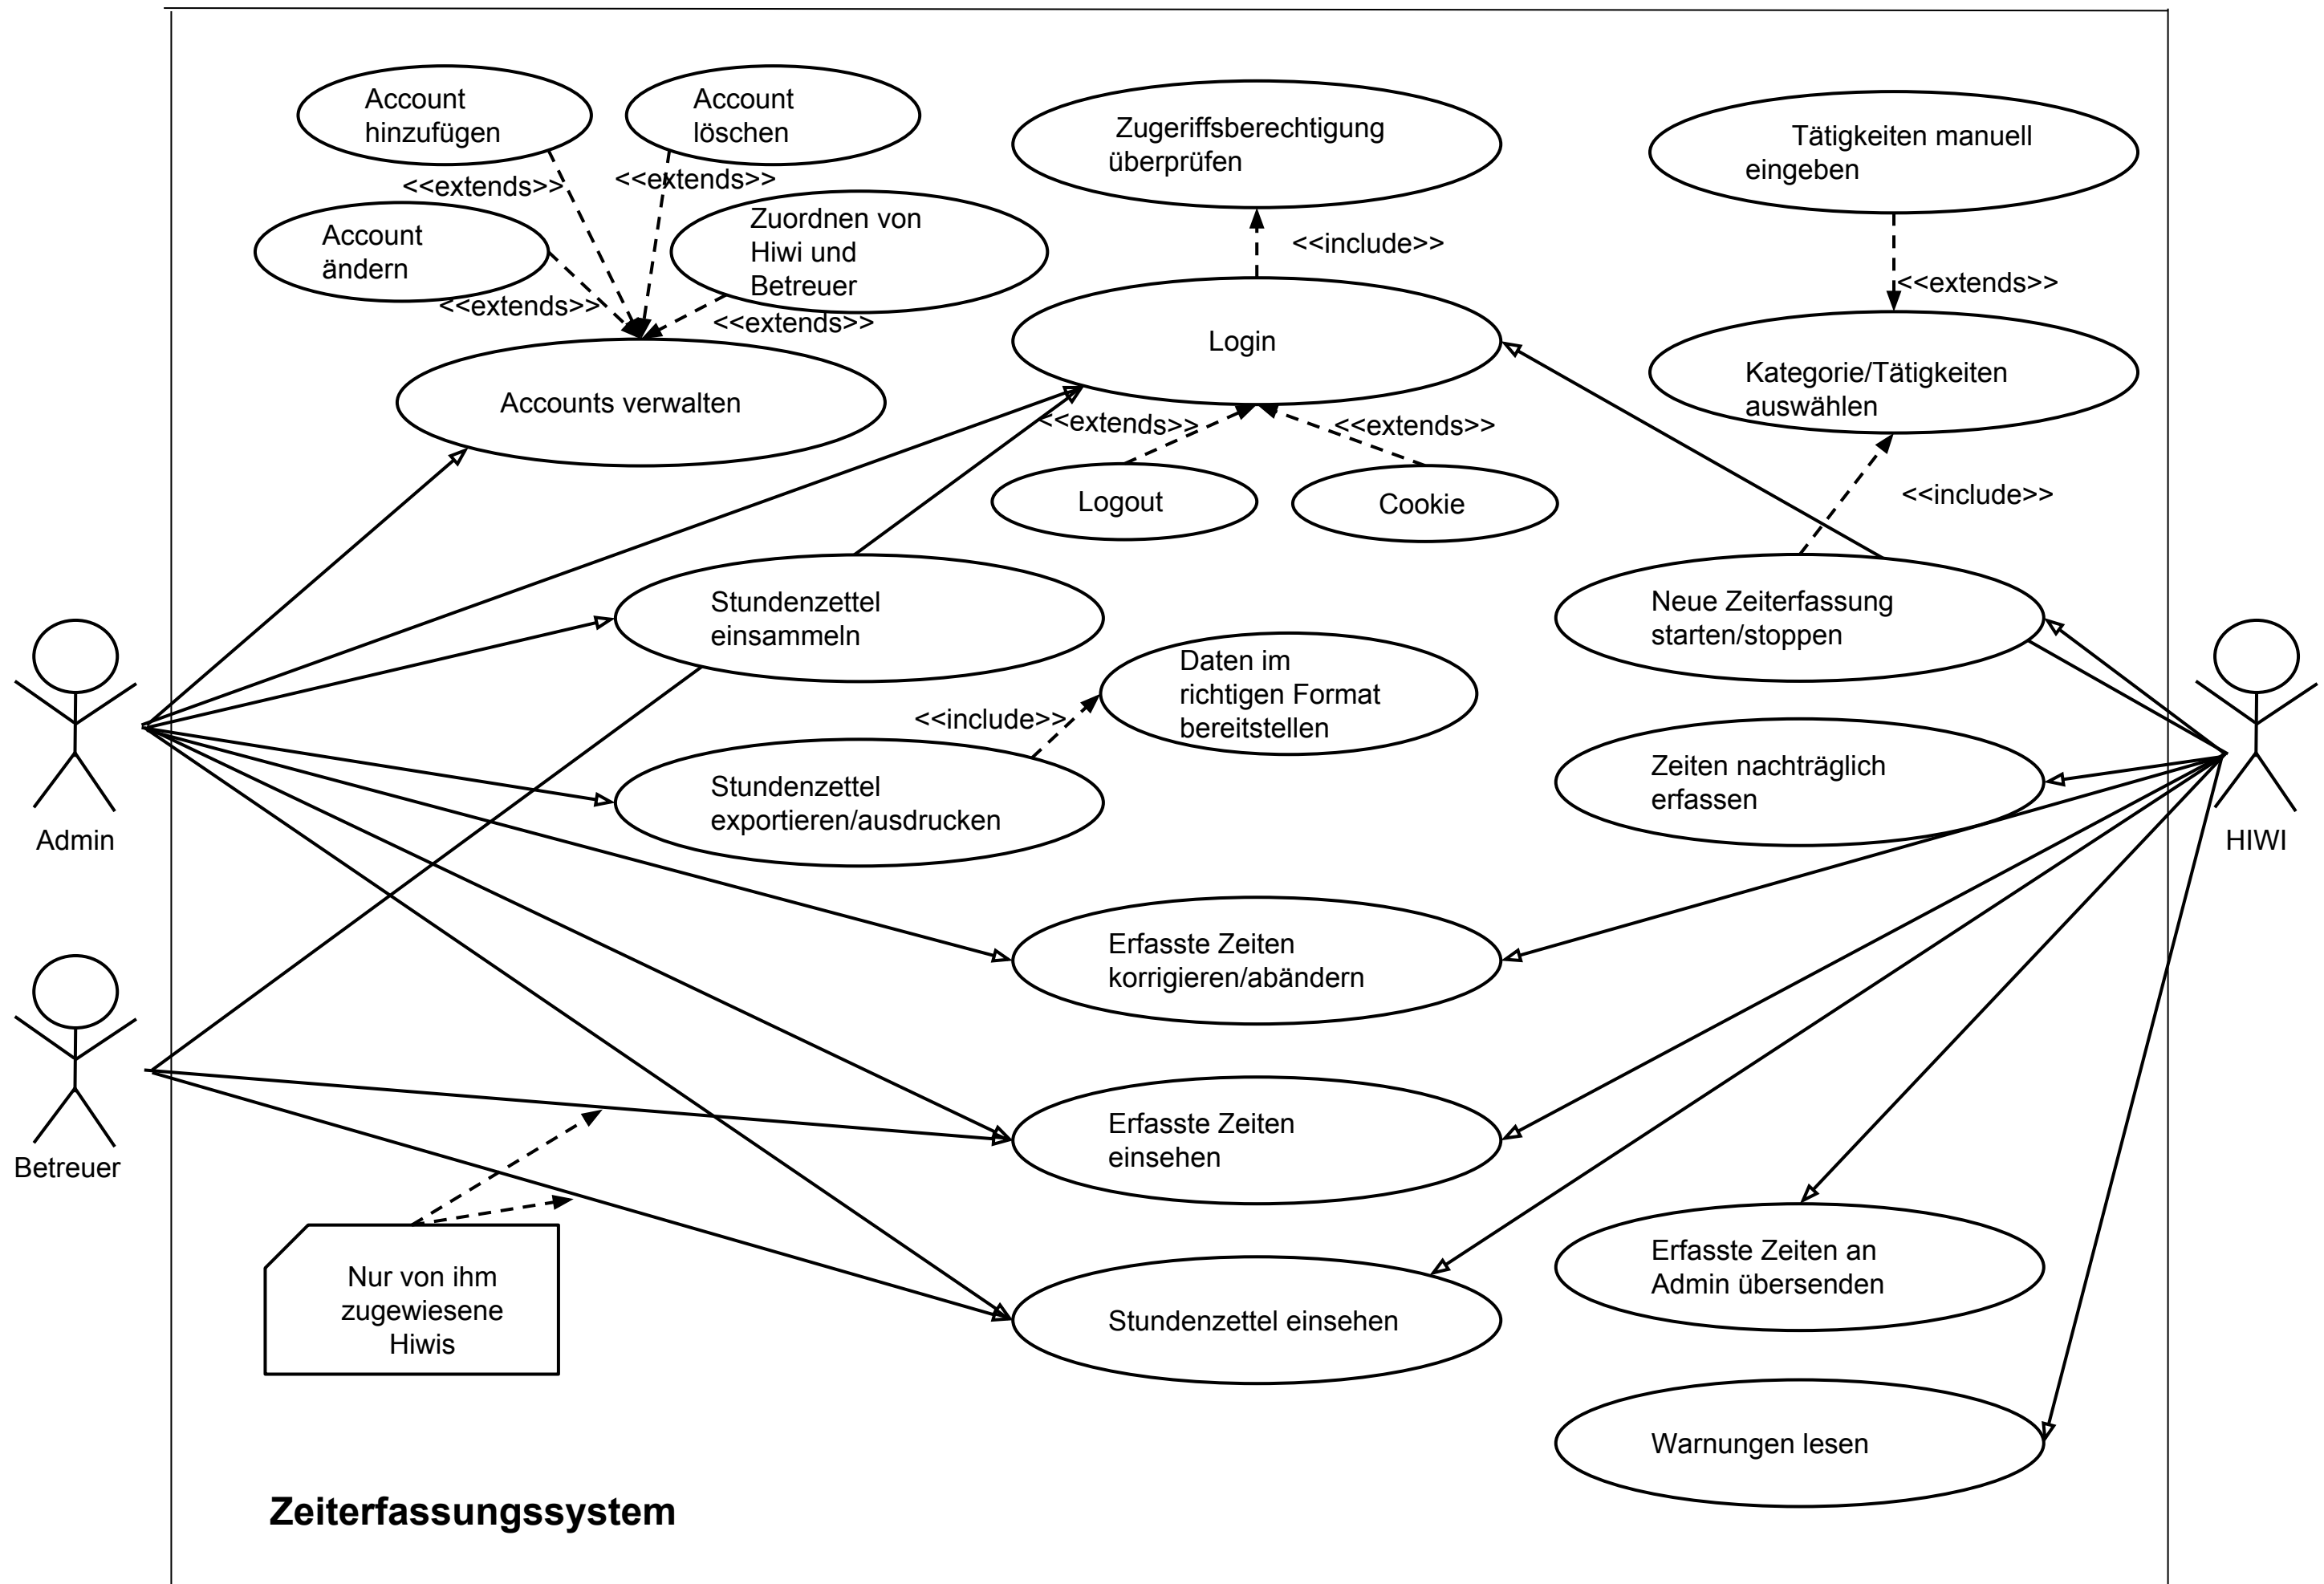 Account
hinzufügen
Account
löschen
Zugeriffsberechtigung
überprüfen
Tätigkeiten manuell
eingeben
<<extends>>
<<extends>>
Account
ändern
Zuordnen von
Hiwi und
Betreuer
<<include>>
<<extends>>
<<extends>>
<<extends>>
Login
Kategorie/Tätigkeiten
auswählen
Accounts verwalten
<<extends>>
<<extends>>
Logout
Cookie
<<include>>
Stundenzettel
einsammeln
Neue Zeiterfassung
starten/stoppen
Daten im
richtigen Format
bereitstellen
<<include>>
Stundenzettel
exportieren/ausdrucken
Zeiten nachträglich
erfassen
Admin
HIWI
Erfasste Zeiten
korrigieren/abändern
Betreuer
Erfasste Zeiten
einsehen
Nur von ihm
zugewiesene
Hiwis
Stundenzettel einsehen
Erfasste Zeiten an
Admin übersenden
Warnungen lesen
Zeiterfassungssystem